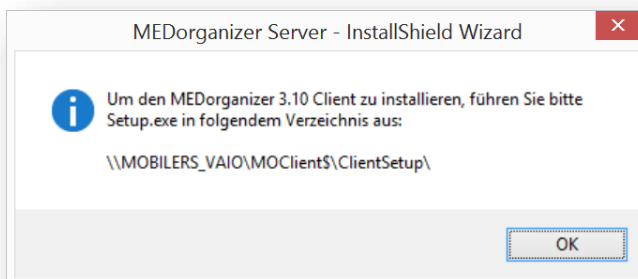 MEDorganizer Server - InstallShield Wizard
Um den MEDorganizer 3.10 Client zu installieren, führen Sie bitte
Setup.exe in folgendem Verzeichnis aus:
\\MOBILERS_VAIO\MOClient$\ClientSetup\
OK